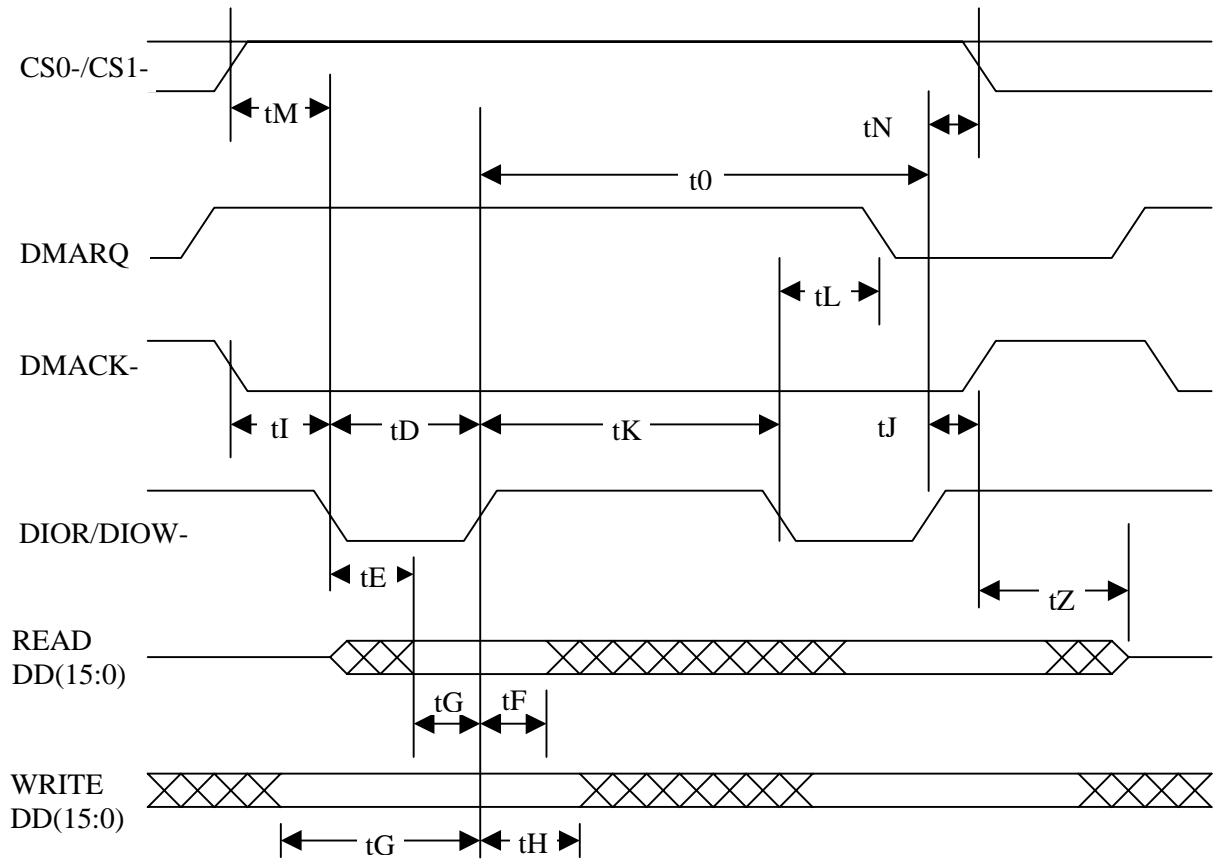 CS0-/CS1-
tM
tN
t0
DMARQ
tL
DMACK-
tI
tD
tK
tJ
DIOR/DIOW-
tE
tZ
READ
DD(15:0)
tG
tF
WRITE
DD(15:0)
tG
tH